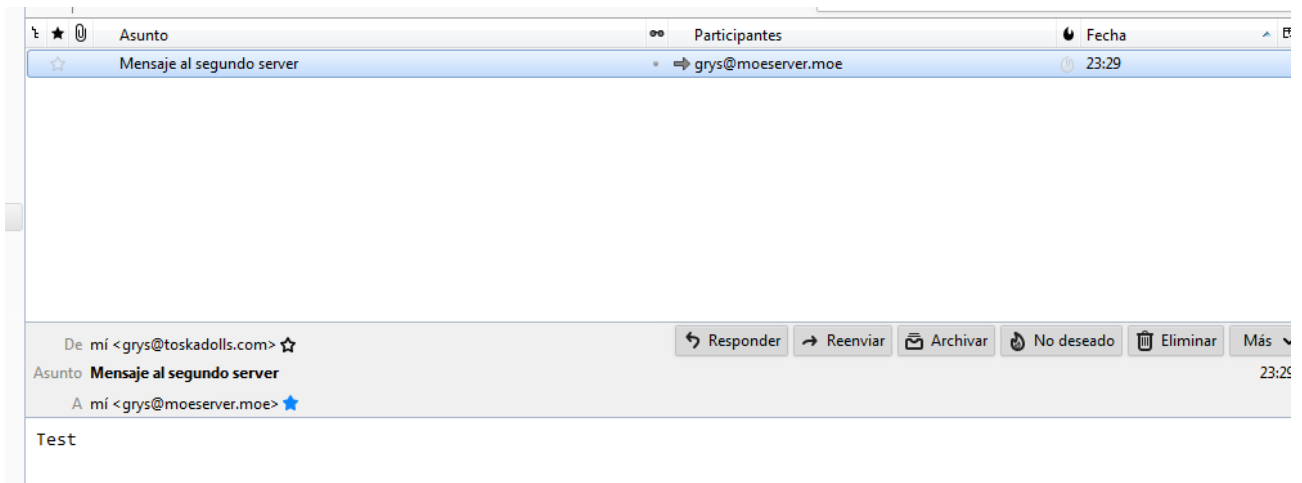 Asunto Participantes Fecha
Mensaje al segundo server grys@moeserver.moe 23:29
De mí <grys@toskadolls.com> Responder Reenviar Archivar No deseado Eliminar Más
Asunto Mensaje al segundo server 23:29
A mí <grys@moeserver.moe>
Test